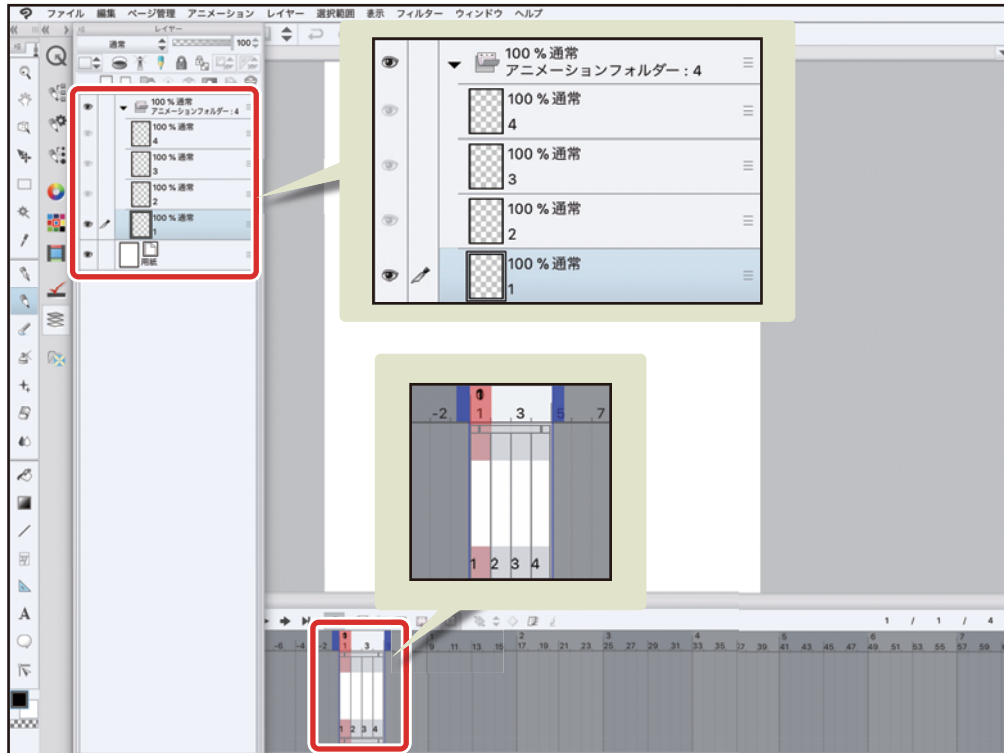 ファイル 編集 ページ管理 アニメーション レイヤー 選択範囲 表示 フィルター ウィンドウ ヘルプ
レイヤー
通常 100
100 % 通常
アニメーションフォルダー : 4
100 % 通常
4
100 % 通常
3
100 % 通常
2
100 % 通常
1
用紙
100 % 通常
アニメーションフォルダー : 4
100 % 通常
4
100 % 通常
3
100 % 通常
2
100 % 通常
1
-2 1 3 5 7
1 2 3 4
1 / 1 / 4
2 3 4 5 6 7
-6 -4 -2 1 3 9 11 13 15 17 19 21 23 25 27 29 31 33 35 37 39 41 43 45 47 49 51 53 55 57 59
1 2 3 4